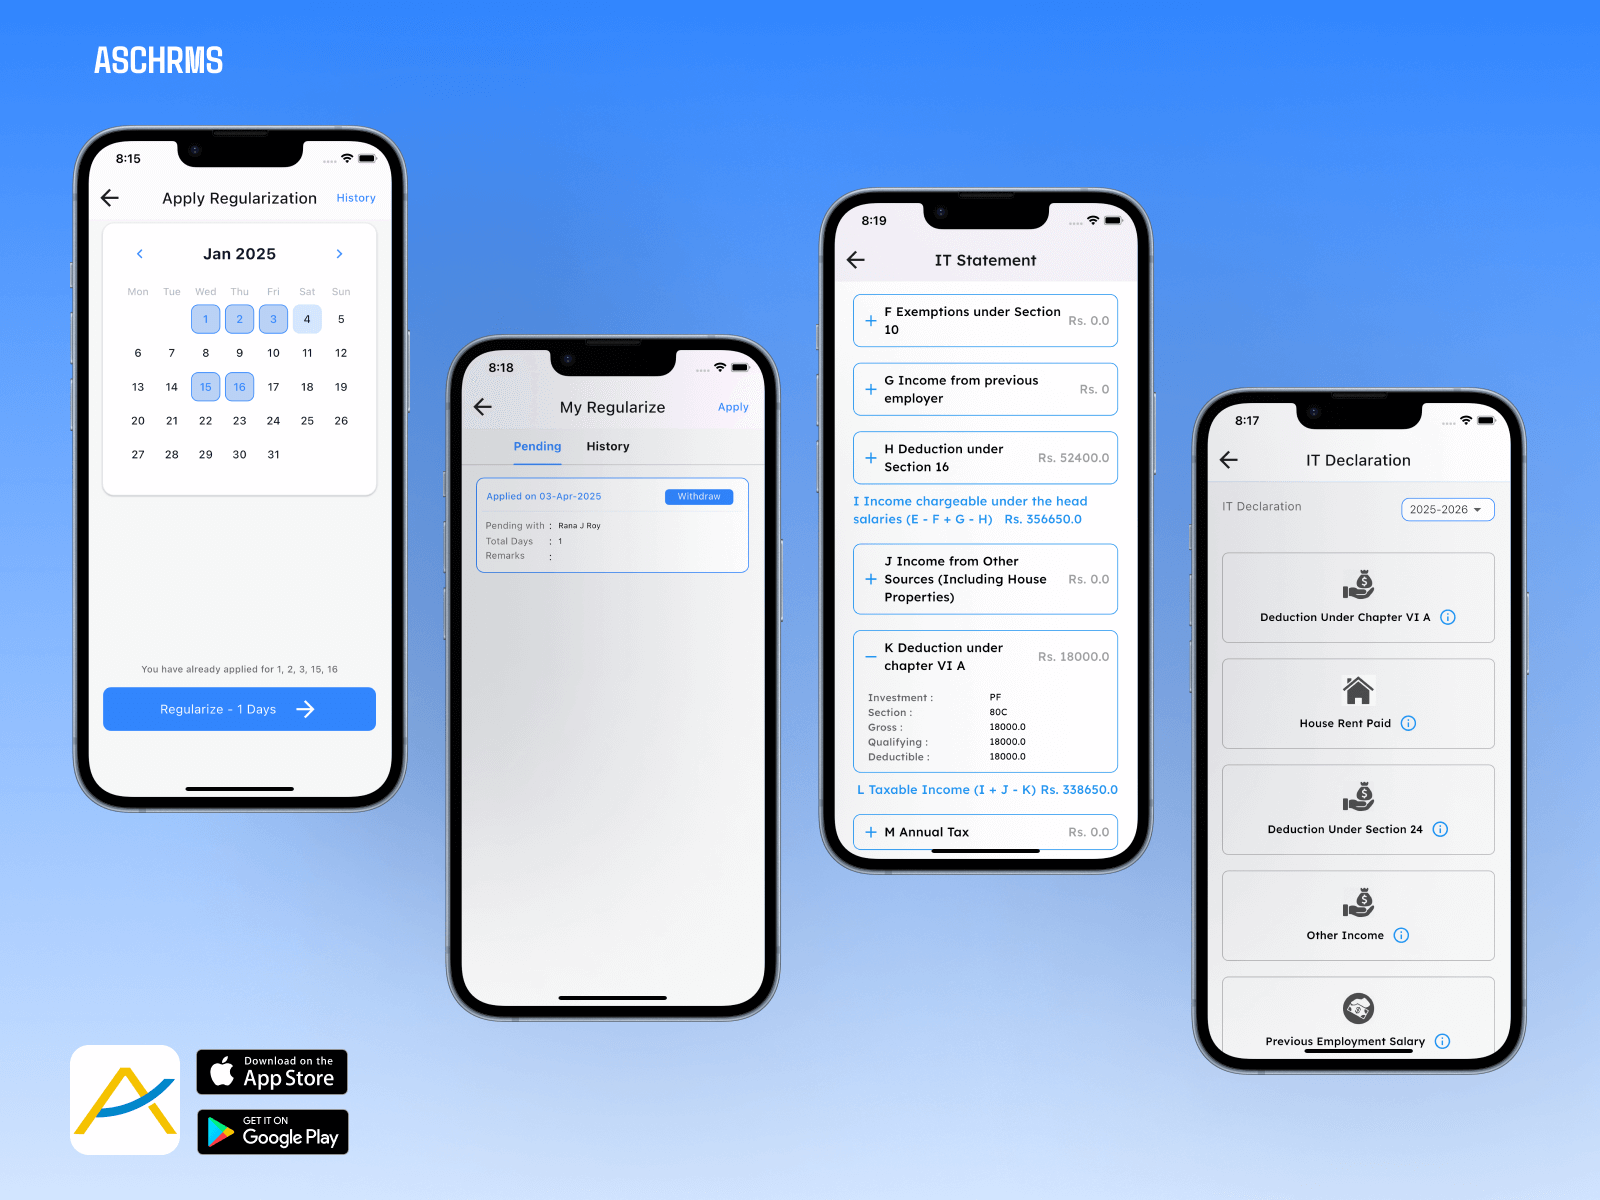 ASCHRMS
8:15
Apply Regularization
History
Jan 2025
Mon Tue Wed Thu Fri Sat Sun
1 2 3 4 5
6 7 8 9 10 11 12
13 14 15 16 17 18 19
20 21 22 23 24 25 26
27 28 29 30 31
You have already applied for 1, 2, 3, 15, 16
Regularize - 1 Days
8:18
My Regularize
Apply
Pending
History
Applied on 03-Apr-2025
Withdraw
Pending with : Rana J Roy
Total Days : 1
Remarks :
8:19
IT Statement
+ F Exemptions under Section
10
Rs. 0.0
+ G Income from previous
employer
Rs. 0
+ H Deduction under
Section 16
Rs. 52400.0
I Income chargeable under the head
salaries (E - F + G - H) Rs. 356650.0
+ J Income from Other
Sources (Including House
Properties)
Rs. 0.0
− K Deduction under
chapter VI A
Rs. 18000.0
Investment : PF
Section : 80C
Gross : 18000.0
Qualifying : 18000.0
Deductible : 18000.0
L Taxable Income (I + J - K) Rs. 338650.0
+ M Annual Tax Rs. 0.0
8:17
IT Declaration
IT Declaration
2025-2026
Deduction Under Chapter VI A
House Rent Paid
Deduction Under Section 24
Other Income
Previous Employment Salary
Download on the
App Store
GET IT ON
Google Play